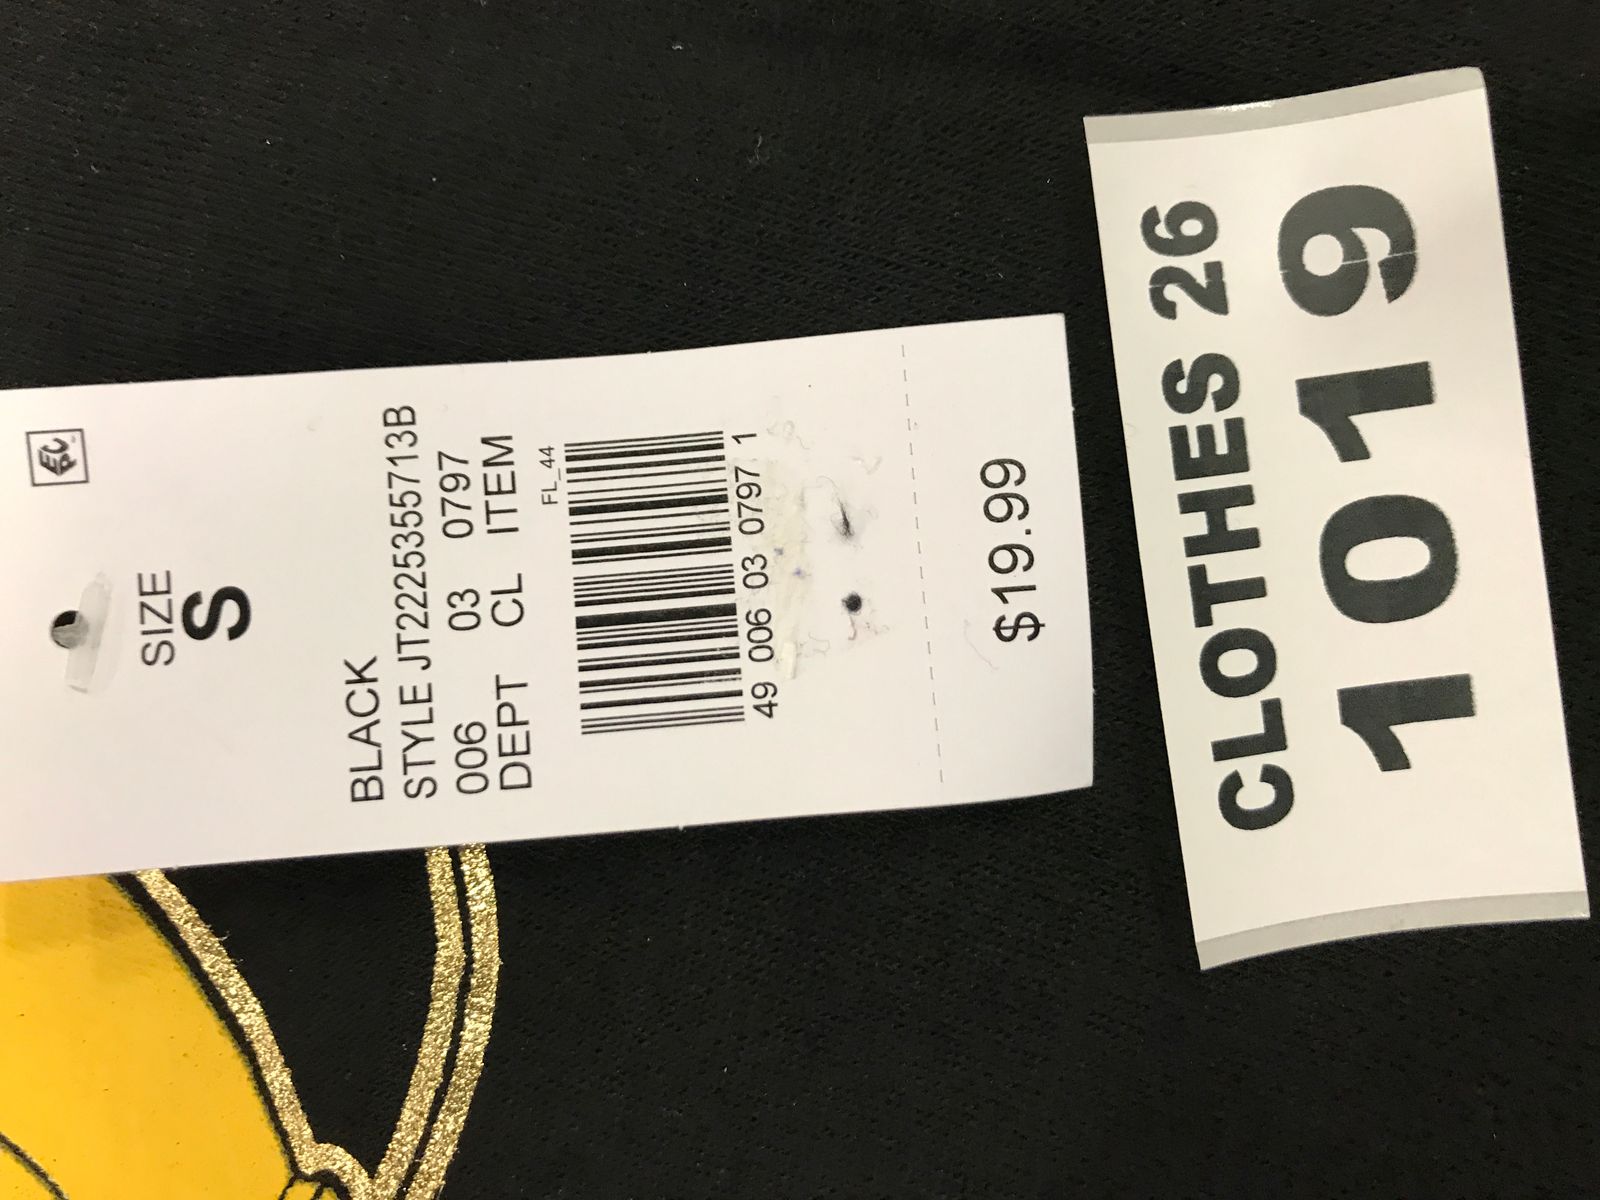 SIZE
S
BLACK
STYLE JT2225355713B
006 03 0797
DEPT CL ITEM
FL_44
49 006 03 0797 1
$19.99
CLOTHES 26
1019